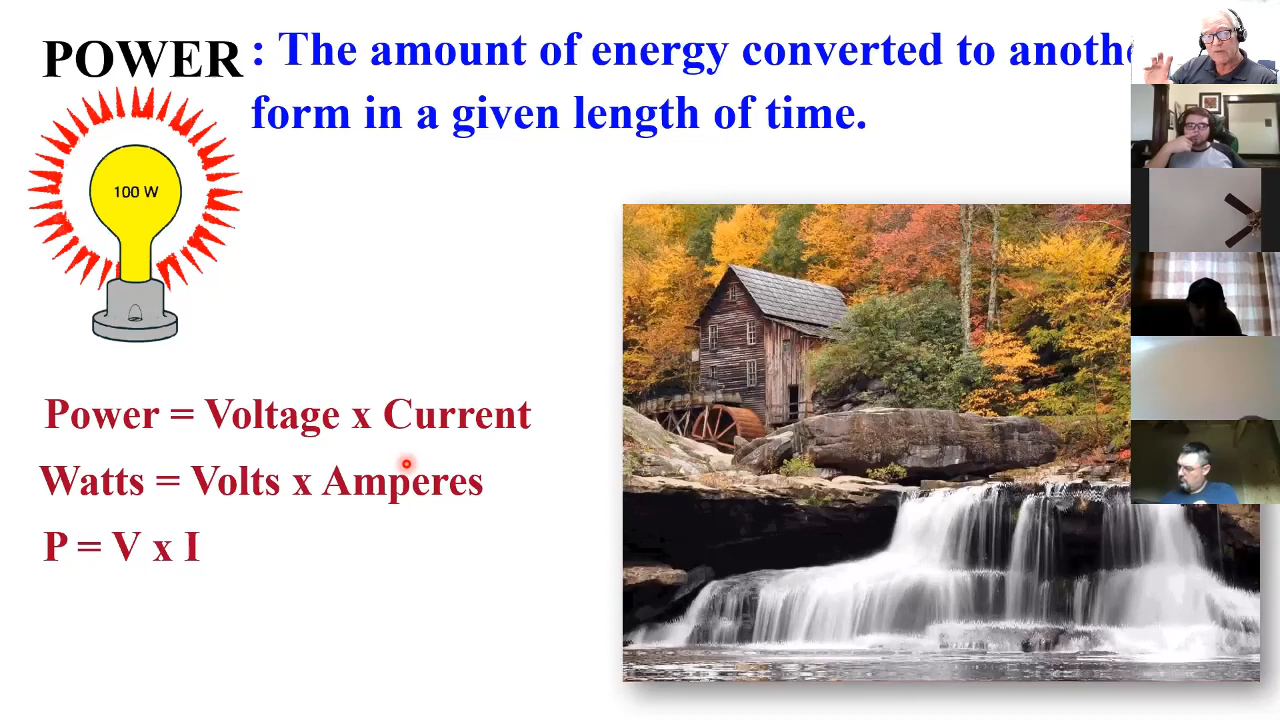 POWER : The amount of energy converted to anothe
form in a given length of time.
100 W
Power = Voltage x Current
Watts = Volts x Amperes
P = V x I